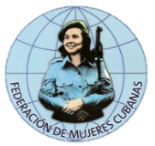 FEDERACIÓN DE MUJERES CUBANAS